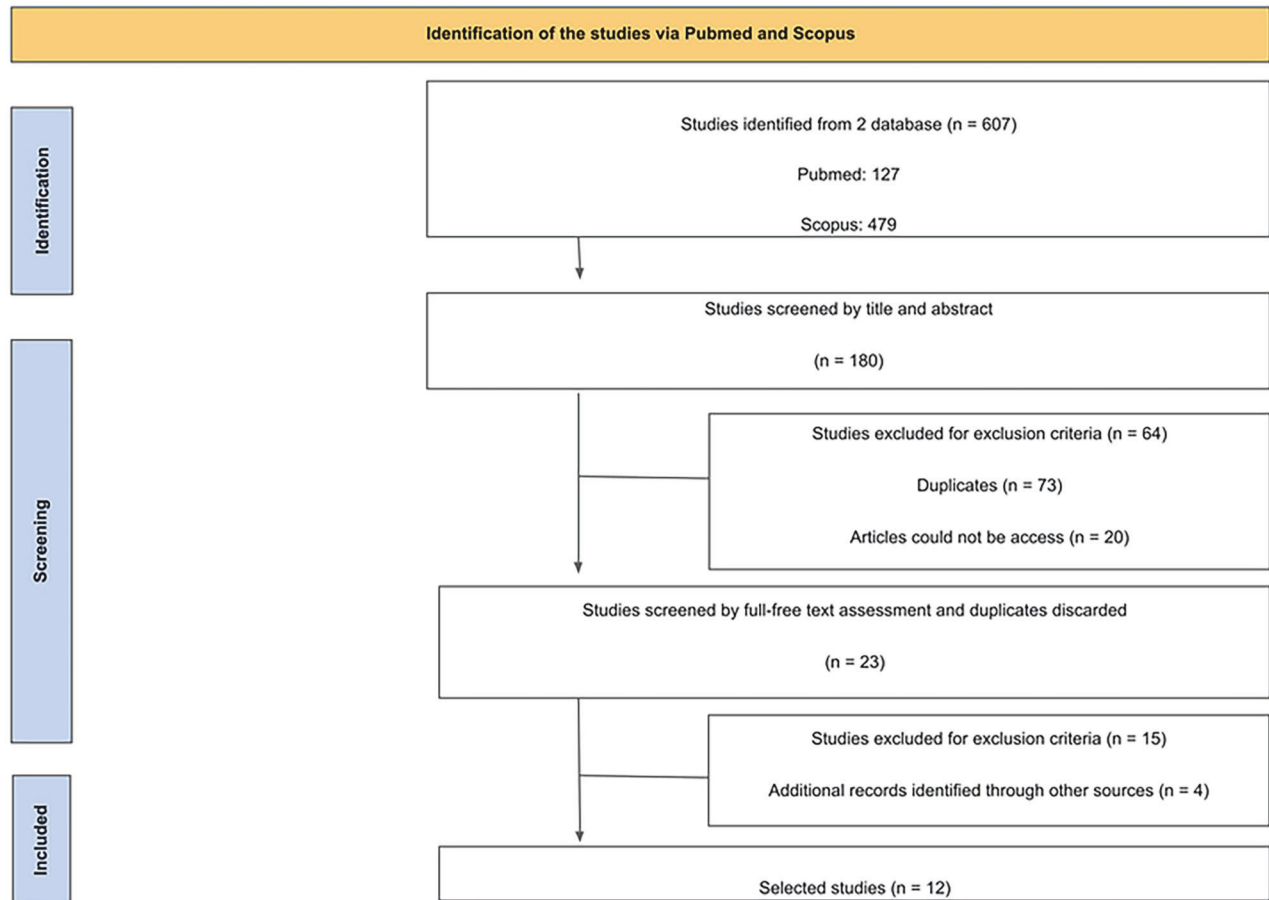 Identification of the studies via Pubmed and Scopus
Identification
Studies identified from 2 database (n = 607)
Pubmed: 127
Scopus: 479
Studies screened by title and abstract
(n = 180)
Screening
Studies excluded for exclusion criteria (n = 64)
Duplicates (n = 73)
Articles could not be access (n = 20)
Studies screened by full-free text assessment and duplicates discarded
(n = 23)
Studies excluded for exclusion criteria (n = 15)
Additional records identified through other sources (n = 4)
Included
Selected studies (n = 12)